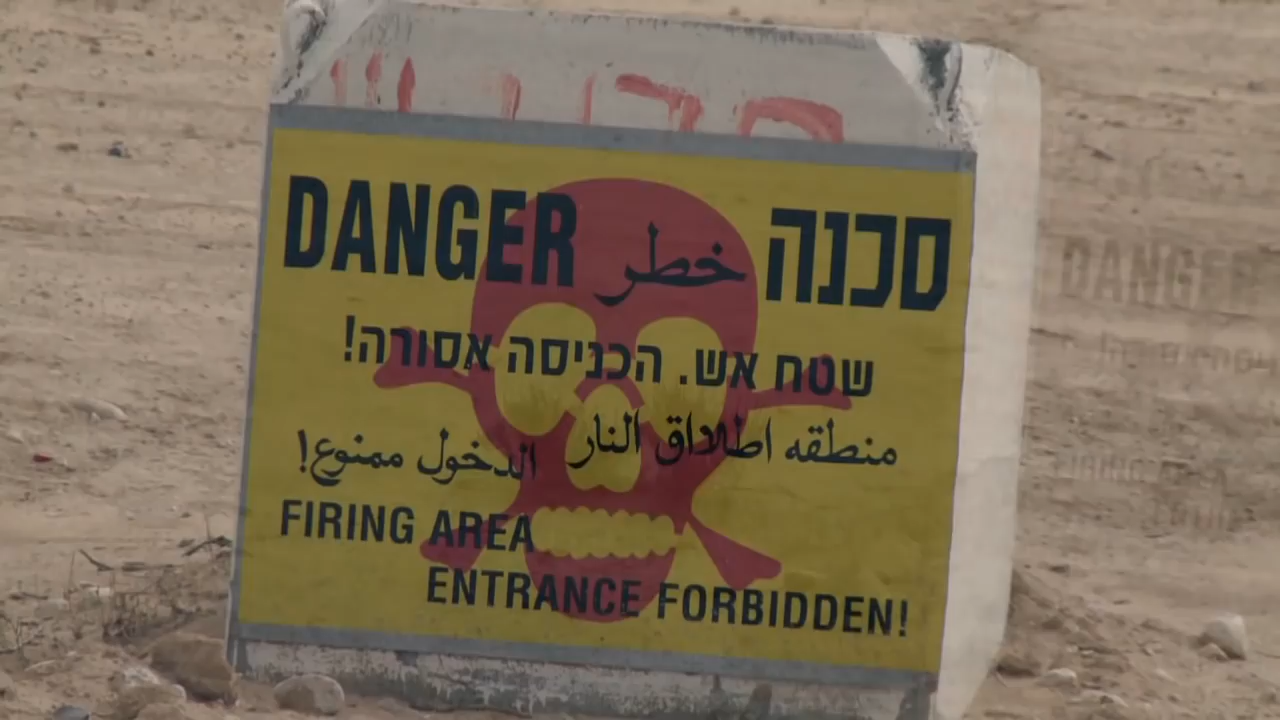 DANGER خطر סכנה
שטח אש. הכניסה אסורה!
منطقه اطلاق النار الدخول ممنوع!
FIRING AREA
ENTRANCE FORBIDDEN!